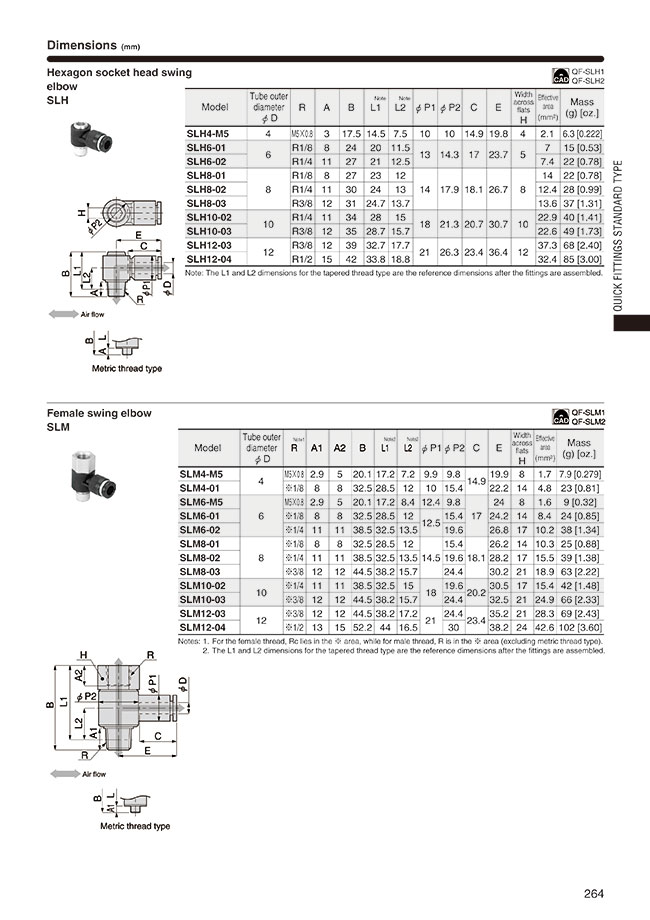 Dimensions (mm)
Hexagon socket head swing
elbow
SLH
CAD QF-SLH1
QF-SLH2
Model Tube outer diameter φD R A B Note L1 Note L2 φP1 φP2 C E Width across flats H Effective area (mm²) Mass (g) [oz.]
SLH4-M5 4 M5×0.8 3 17.5 14.5 7.5 10 10 14.9 19.8 4 2.1 6.3 [0.222]
SLH6-01 6 R1/8 8 24 20 11.5 13 14.3 17 23.7 5 7 15 [0.53]
SLH6-02 R1/4 11 27 21 12.5 7.4 22 [0.78]
SLH8-01 8 R1/8 8 27 23 12 14 17.9 18.1 26.7 8 14 22 [0.78]
SLH8-02 R1/4 11 30 24 13 12.4 28 [0.99]
SLH8-03 R3/8 12 31 24.7 13.7 13.6 37 [1.31]
SLH10-02 10 R1/4 11 34 28 15 18 21.3 20.7 30.7 10 22.9 40 [1.41]
SLH10-03 R3/8 12 35 28.7 15.7 22.6 49 [1.73]
SLH12-03 12 R3/8 12 39 32.7 17.7 21 26.3 23.4 36.4 12 37.3 68 [2.40]
SLH12-04 R1/2 15 42 33.8 18.8 32.4 85 [3.00]
Note: The L1 and L2 dimensions for the tapered thread type are the reference dimensions after the fittings are assembled.
H
φP2
E
C
B
L1
L2
A
φP1
φD
R
Air flow
B
L
A
Metric thread type
QUICK FITTINGS STANDARD TYPE
Female swing elbow
SLM
CAD QF-SLM1
QF-SLM2
Model Tube outer diameter φD Note1 R A1 A2 B Note2 L1 Note2 L2 φP1 φP2 C E Width across flats H Effective area (mm²) Mass (g) [oz.]
SLM4-M5 4 M5×0.8 2.9 5 20.1 17.2 7.2 9.9 9.8 14.9 19.9 8 1.7 7.9 [0.279]
SLM4-01 ※1/8 8 8 32.5 28.5 12 10 15.4 22.2 14 4.8 23 [0.81]
SLM6-M5 6 M5×0.8 2.9 5 20.1 17.2 8.4 12.4 9.8 17 24 8 1.6 9 [0.32]
SLM6-01 ※1/8 8 8 32.5 28.5 12 12.5 15.4 24.2 14 8.4 24 [0.85]
SLM6-02 ※1/4 11 11 38.5 32.5 13.5 19.6 26.8 17 10.2 38 [1.34]
SLM8-01 8 ※1/8 8 8 32.5 28.5 12 14.5 15.4 18.1 26.2 14 10.3 25 [0.88]
SLM8-02 ※1/4 11 11 38.5 32.5 13.5 19.6 28.2 17 15.5 39 [1.38]
SLM8-03 ※3/8 12 12 44.5 38.2 15.7 24.4 30.2 21 18.9 63 [2.22]
SLM10-02 10 ※1/4 11 11 38.5 32.5 15 18 19.6 20.2 30.5 17 15.4 42 [1.48]
SLM10-03 ※3/8 12 12 44.5 38.2 15.7 24.4 32.5 21 24.9 66 [2.33]
SLM12-03 12 ※3/8 12 12 44.5 38.2 17.2 21 24.4 23.4 35.2 21 28.3 69 [2.43]
SLM12-04 ※1/2 13 15 52.2 44 16.5 30 38.2 24 42.6 102 [3.60]
Notes: 1. For the female thread, Rc lies in the ※ area, while for male thread, R is in the ※ area (excluding metric thread type).
2. The L1 and L2 dimensions for the tapered thread type are the reference dimensions after the fittings are assembled.
H
R
A2
φP2
φP1
φD
B
L1
L2
A1
C
R
E
Air flow
B
L
A1
Metric thread type
264